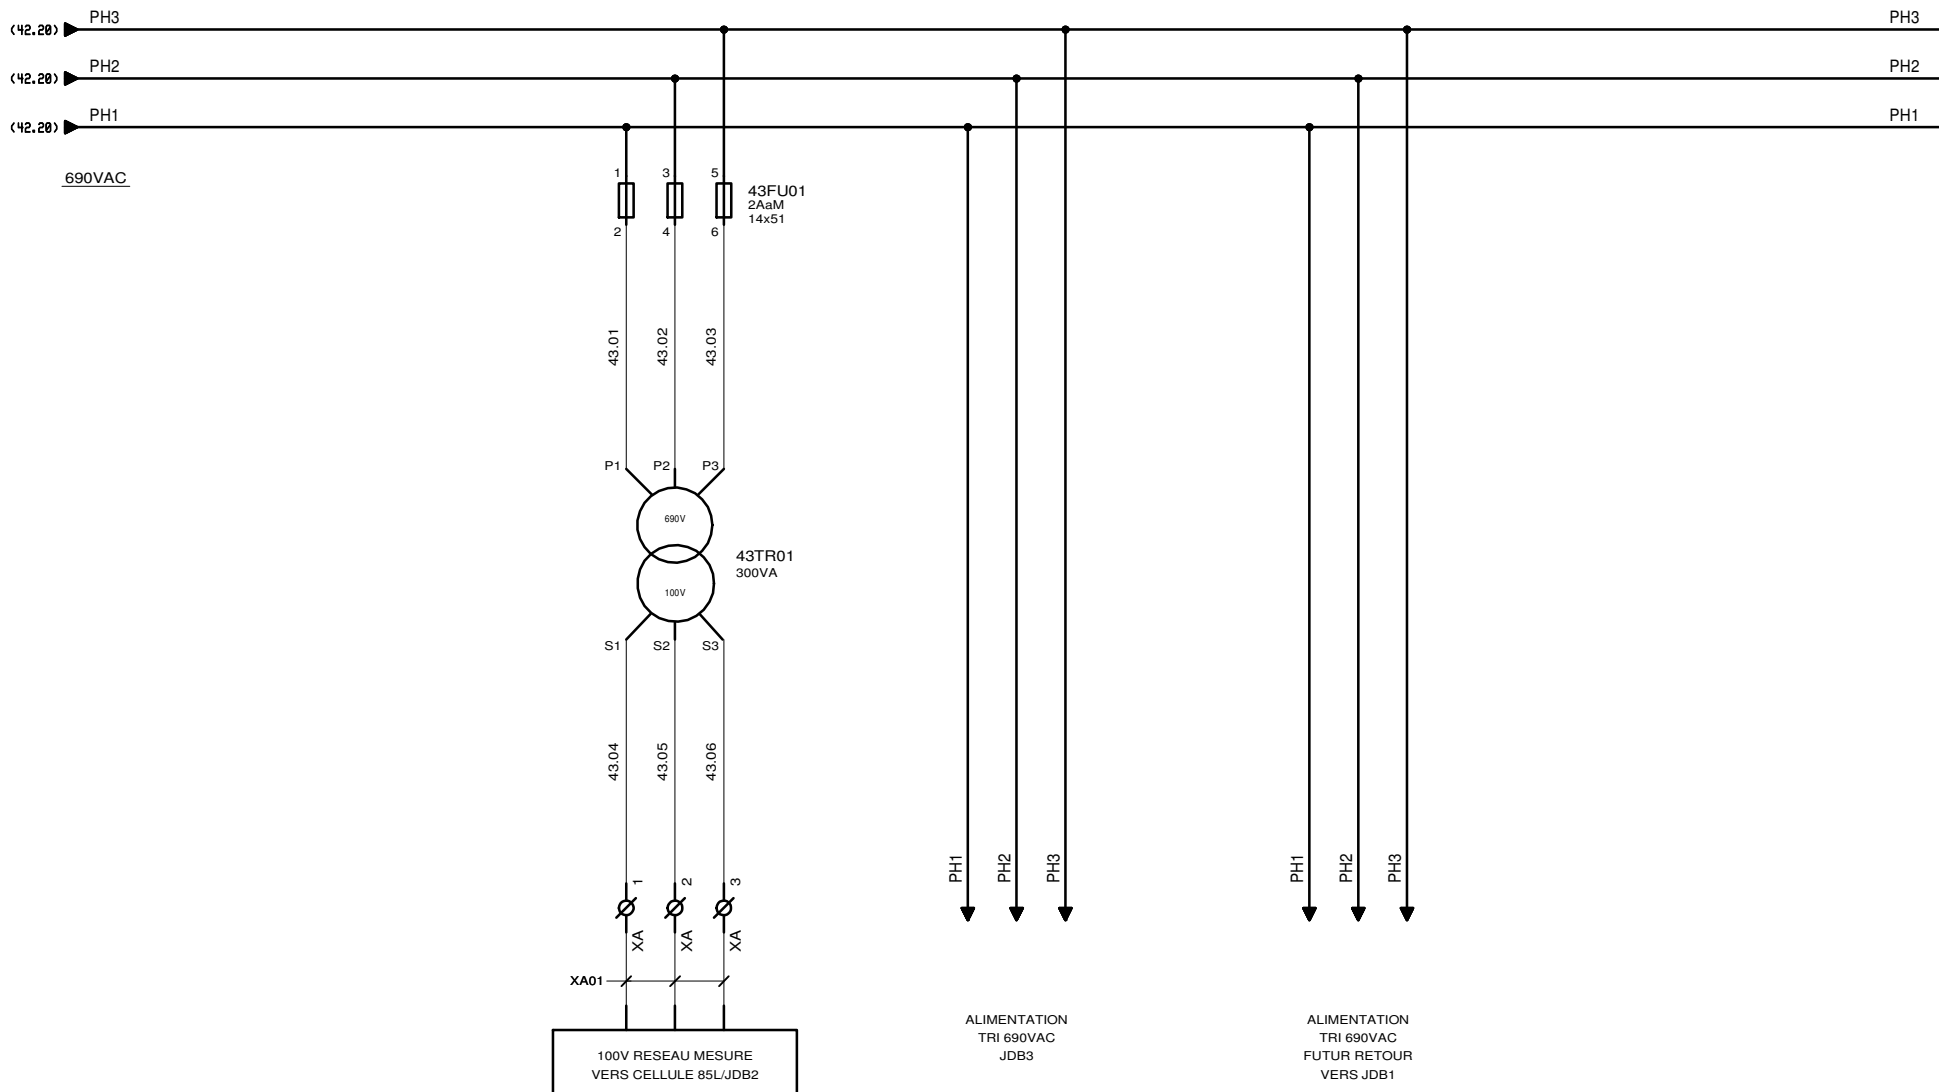 (42.20) PH3 PH3
(42.20) PH2 PH2
(42.20) PH1 PH1
690VAC
1 3 5
43FU01
2AaM
14x51
2 4 6
43.01 43.02 43.03
P1 P2 P3
690V
43TR01
300VA
100V
S1 S2 S3
43.04 43.05 43.06
PH1 PH2 PH3 PH1 PH2 PH3
1 2 3
XA XA XA
XA01
100V RESEAU MESURE
VERS CELLULE 85L/JDB2
ALIMENTATION
TRI 690VAC
JDB3
ALIMENTATION
TRI 690VAC
FUTUR RETOUR
VERS JDB1